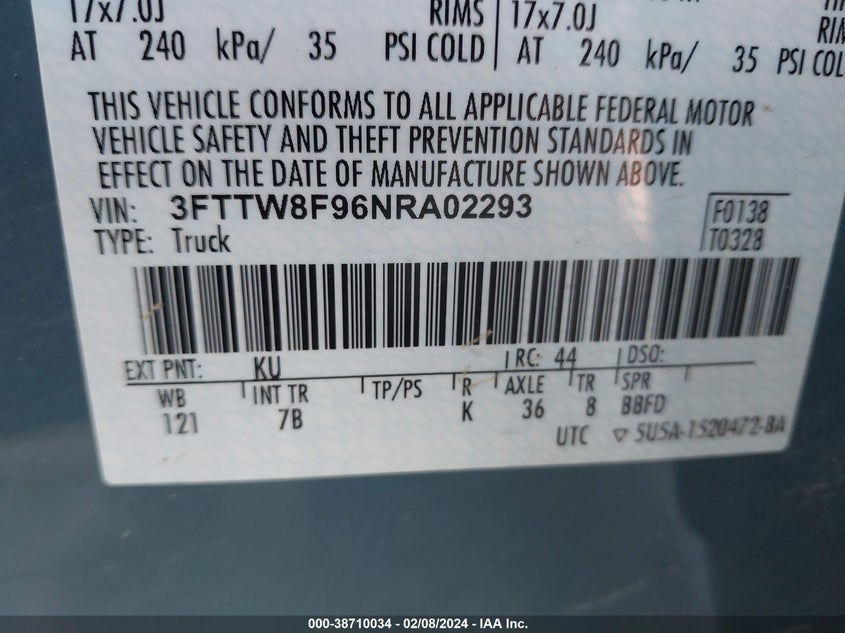 17x7.0J RIMS 17x7.0J RIM
AT 240 kPa/ 35 PSI COLD AT 240 kPa/ 35 PSI COL
THIS VEHICLE CONFORMS TO ALL APPLICABLE FEDERAL MOTOR
VEHICLE SAFETY AND THEFT PREVENTION STANDARDS IN
EFFECT ON THE DATE OF MANUFACTURE SHOWN ABOVE.
VIN: 3FTTW8F96NRA02293 F0138
TYPE: Truck T0328
EXT PNT: KU RC: 44 DSO:
WB INT TR TP/PS R AXLE TR SPR
121 7B K 36 8 BBFD
UTC ▽ 5U5A-1520472-BA
000-38710034 - 02/08/2024 - IAA Inc.